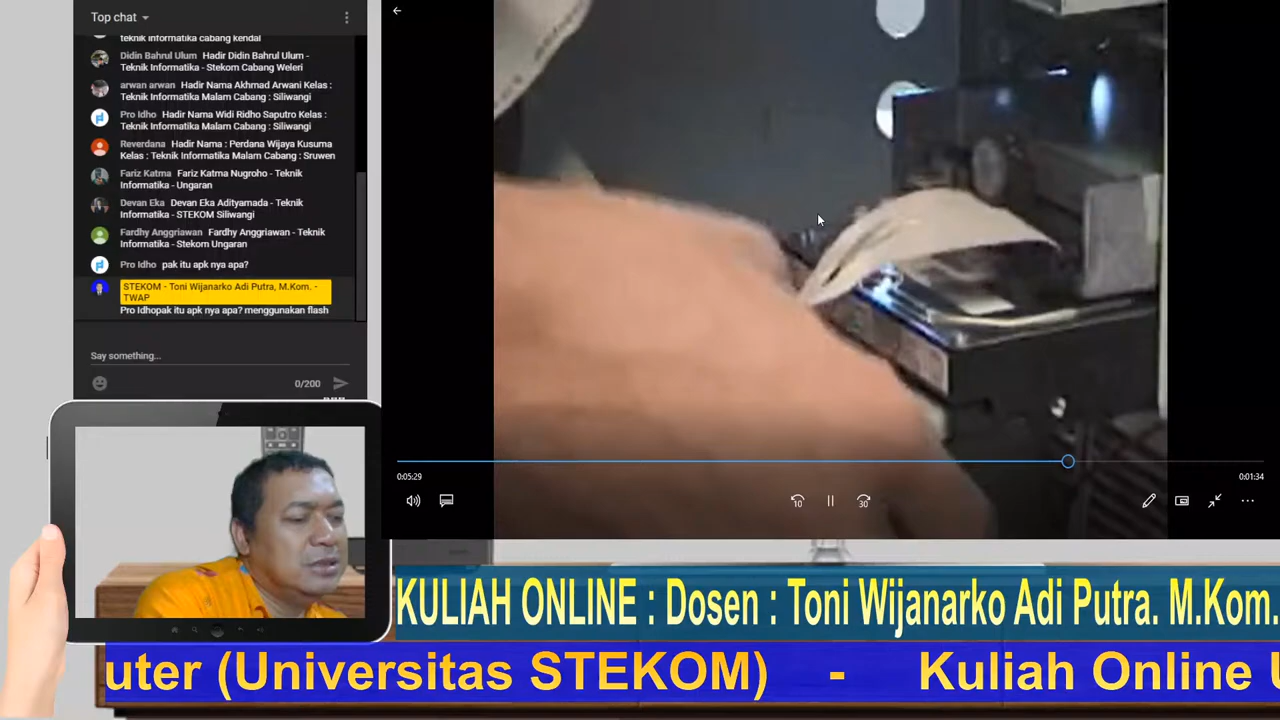 Top chat
teknik informatika cabang kendal
Didin Bahrul Ulum Hadir Didin Bahrul Ulum -
Teknik Informatika - Stekom Cabang Weleri
arwan arwan Hadir Nama Akhmad Arwani Kelas :
Teknik Informatika Malam Cabang : Siliwangi
Pro Idho Hadir Nama Widi Ridho Saputro Kelas :
Teknik Informatika Malam Cabang : Siliwangi
Reverdana Hadir Nama : Perdana Wijaya Kusuma
Kelas : Teknik Informatika Malam Cabang : Sruwen
Fariz Katma Fariz Katma Nugroho - Teknik
Informatika - Ungaran
Devan Eka Devan Eka Adityamada - Teknik
Informatika - STEKOM Siliwangi
Fardhy Anggriawan Fardhy Anggriawan - Teknik
Informatika - Stekom Ungaran
Pro Idho pak itu apk nya apa?
STEKOM - Toni Wijanarko Adi Putra, M.Kom. -
TWAP
Pro Idhopak itu apk nya apa? menggunakan flash
Say something...
0/200
0:05:29
0:01:34
10
30
KULIAH ONLINE : Dosen : Toni Wijanarko Adi Putra. M.Kom.
uter (Universitas STEKOM) - Kuliah Online U